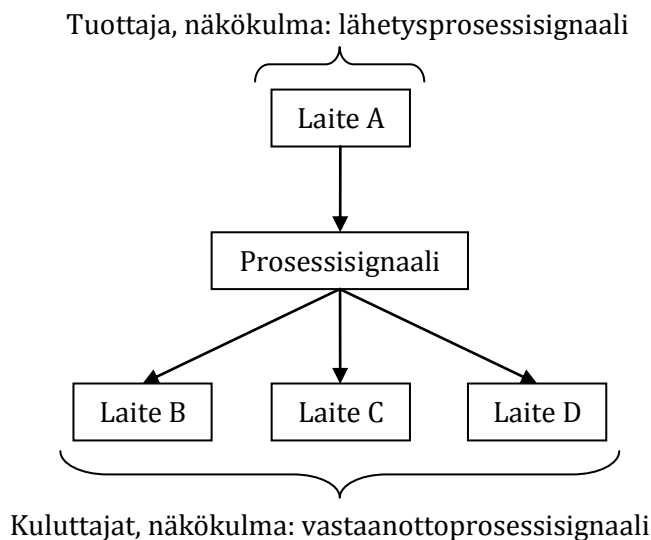 Tuottaja, näkökulma: lähetysprosessisignaali
Laite A
Prosessisignaali
Laite B
Laite C
Laite D
Kuluttajat, näkökulma: vastaanottoprosessisignaali